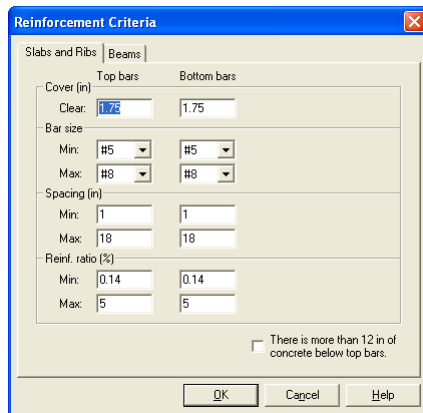 Reinforcement Criteria
Slabs and Ribs Beams
Top bars Bottom bars
Cover (in)
Clear: 1.75 1.75
Bar size
Min: #5 #5
Max: #8 #8
Spacing (in)
Min: 1 1
Max: 18 18
Reinf. ratio (%)
Min: 0.14 0.14
Max: 5 5
There is more than 12 in of
concrete below top bars.
OK Cancel Help